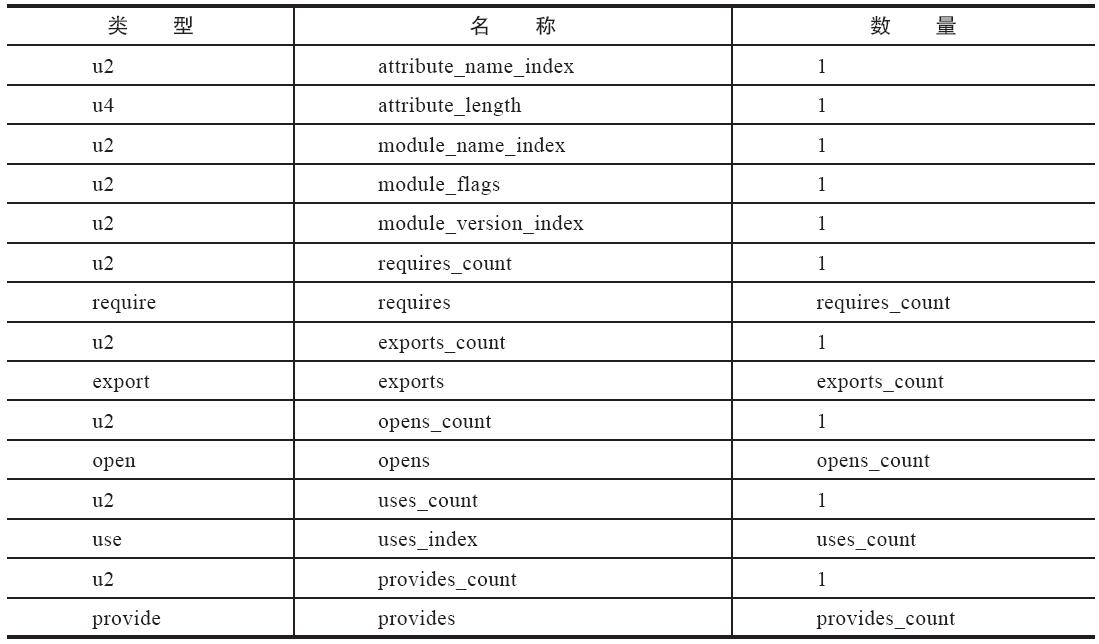 类 型 名 称 数 量
u2 attribute_name_index 1
u4 attribute_length 1
u2 module_name_index 1
u2 module_flags 1
u2 module_version_index 1
u2 requires_count 1
require requires requires_count
u2 exports_count 1
export exports exports_count
u2 opens_count 1
open opens opens_count
u2 uses_count 1
use uses_index uses_count
u2 provides_count 1
provide provides provides_count